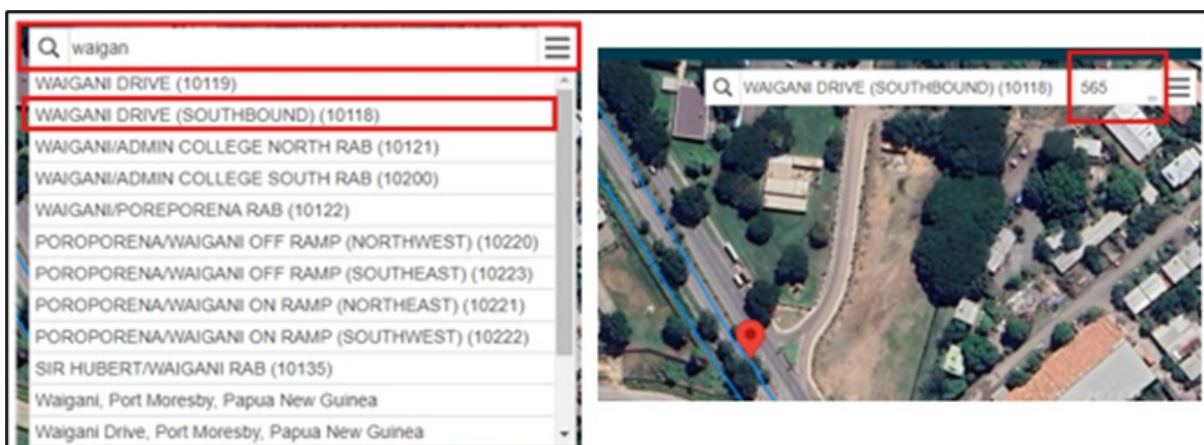 waigan
WAIGANI DRIVE (10119)
WAIGANI DRIVE (SOUTHBOUND) (10118)
WAIGANI/ADMIN COLLEGE NORTH RAB (10121)
WAIGANI/ADMIN COLLEGE SOUTH RAB (10200)
WAIGANI/POREPORENA RAB (10122)
POROPORENA/WAIGANI OFF RAMP (NORTHWEST) (10220)
POROPORENA/WAIGANI OFF RAMP (SOUTHEAST) (10223)
POROPORENA/WAIGANI ON RAMP (NORTHEAST) (10221)
POROPORENA/WAIGANI ON RAMP (SOUTHWEST) (10222)
SIR HUBERT/WAIGANI RAB (10135)
Waigani, Port Moresby, Papua New Guinea
Waigani Drive, Port Moresby, Papua New Guinea
WAIGANI DRIVE (SOUTHBOUND) (10118) 565